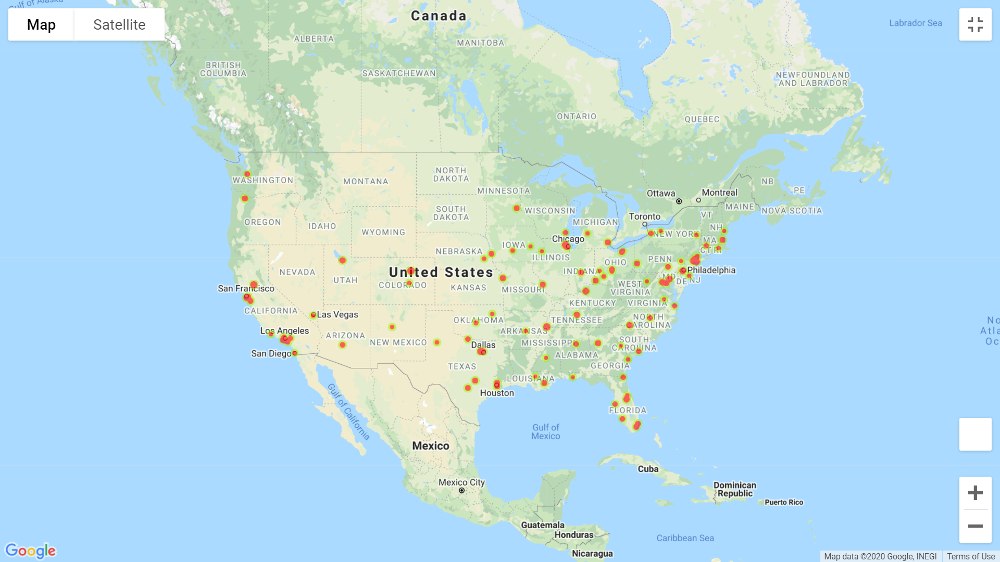 Gulf of Alaska
Map
Satellite
Canada
Labrador Sea
ALBERTA
MANITOBA
BRITISH
COLUMBIA
SASKATCHEWAN
NEWFOUNDLAND
AND LABRADOR
ONTARIO
QUEBEC
WASHINGTON
MONTANA
NORTH
DAKOTA
MINNESOTA
Ottawa
Montreal
NB
PE
SOUTH
DAKOTA
WISCONSIN
VT
MAINE
NOVA SCOTIA
OREGON
IDAHO
WYOMING
MICHIGAN
Toronto
NH
NEW YORK
Chicago
MA
IOWA
NEBRASKA
ILLINOIS
CT
RI
OHIO
PENN
NEVADA
United States
INDIANA
Philadelphia
UTAH
COLORADO
KANSAS
MISSOURI
WEST
VIRGINIA
MD
DE
NJ
San Francisco
CALIFORNIA
KENTUCKY
VIRGINIA
Las Vegas
OKLAHOMA
TENNESSEE
NORTH
CAROLINA
Los Angeles
ARIZONA
NEW MEXICO
ARKANSAS
MISSISSIPPI
SOUTH
CAROLINA
No
Atla
Oc
San Diego
Dallas
ALABAMA
TEXAS
GEORGIA
LOUISIANA
Houston
Gulf of California
FLORIDA
Gulf of
Mexico
Mexico
Cuba
Mexico City
Dominican
Republic
Puerto Rico
Guatemala
Honduras
Caribbean Sea
Nicaragua
Google
Map data ©2020 Google, INEGI
Terms of Use